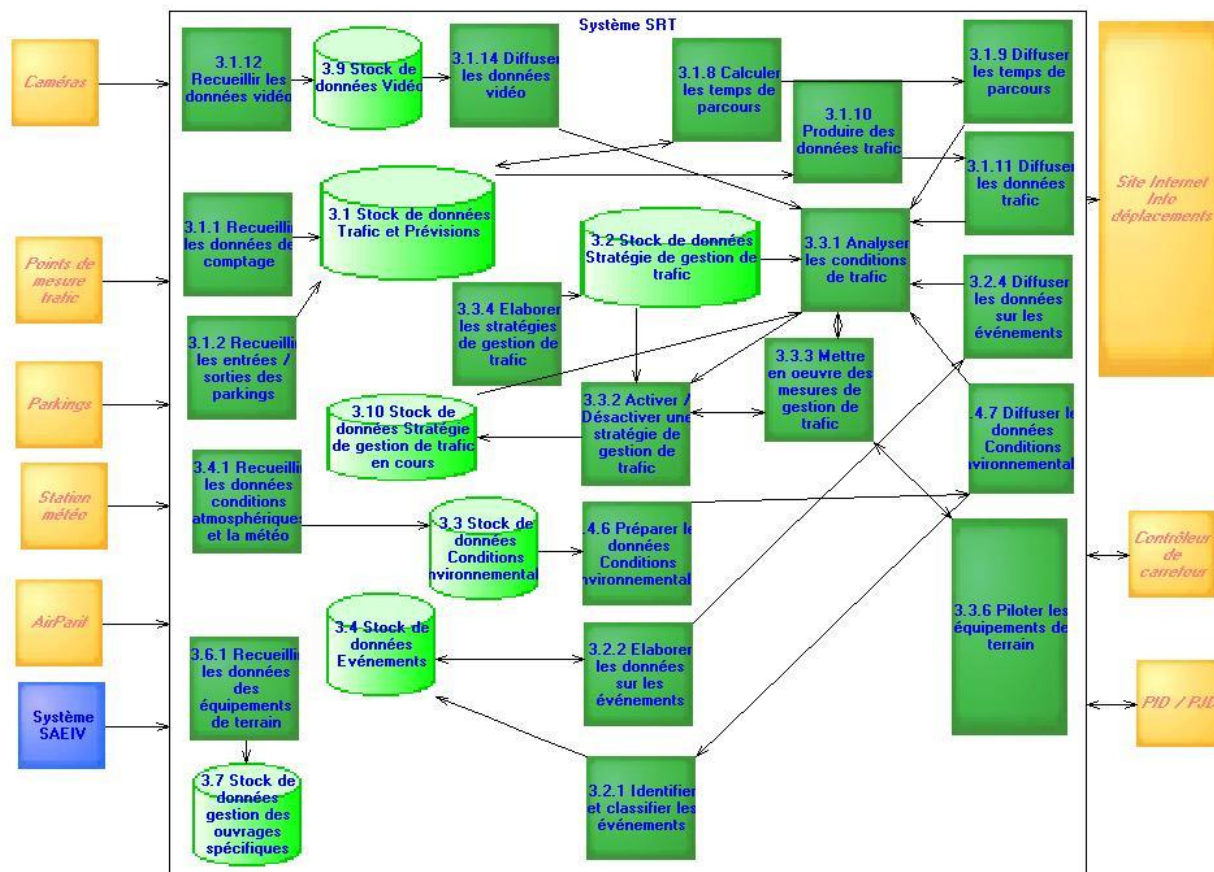 Système SRT
Caméras
3.1.12
Recueillir les
données vidéo
3.9 Stock de
données Vidéo
3.1.14 Diffuser
les données
vidéo
3.1.8 Calculer
les temps de
parcours
3.1.9 Diffuser
les temps de
parcours
3.1.10
Produire des
données trafic
3.1.11 Diffuser
les données
trafic
Site Internet
Info
déplacements
Points de
mesure
trafic
3.1.1 Recueillir
les données de
comptage
3.1 Stock de données
Trafic et Prévisions
3.2 Stock de données
Stratégie de gestion de
trafic
3.3.1 Analyser
les conditions
de trafic
3.2.4 Diffuser
les données
sur les
événements
3.3.4 Elaborer
les stratégies
de gestion de
trafic
3.1.2 Recueillir
les entrées /
sorties des
parkings
3.3.3 Mettre
en oeuvre des
mesures de
gestion de
trafic
Parkings
3.10 Stock de
données Stratégie
de gestion de trafic
en cours
3.3.2 Activer /
Désactiver une
stratégie de
gestion de
trafic
.4.7 Diffuser le
données
Conditions
nvironnemental
Station
météo
3.4.1 Recueillir
les données
conditions
atmosphériques
et la météo
3.3 Stock de
données
Conditions
nvironnemental
.4.6 Préparer le
données
Conditions
nvironnemental
Contrôleur
de
carrefour
AirParif
3.4 Stock de
données
Evénements
3.2.2 Elaborer
les données
sur les
événements
3.3.6 Piloter les
équipements de
terrain
3.6.1 Recueillir
les données
des
équipements
de terrain
Système
SAEIV
PID / PJD
3.7 Stock de
données
gestion des
ouvrages
spécifiques
3.2.1 Identifier
et classifier les
événements